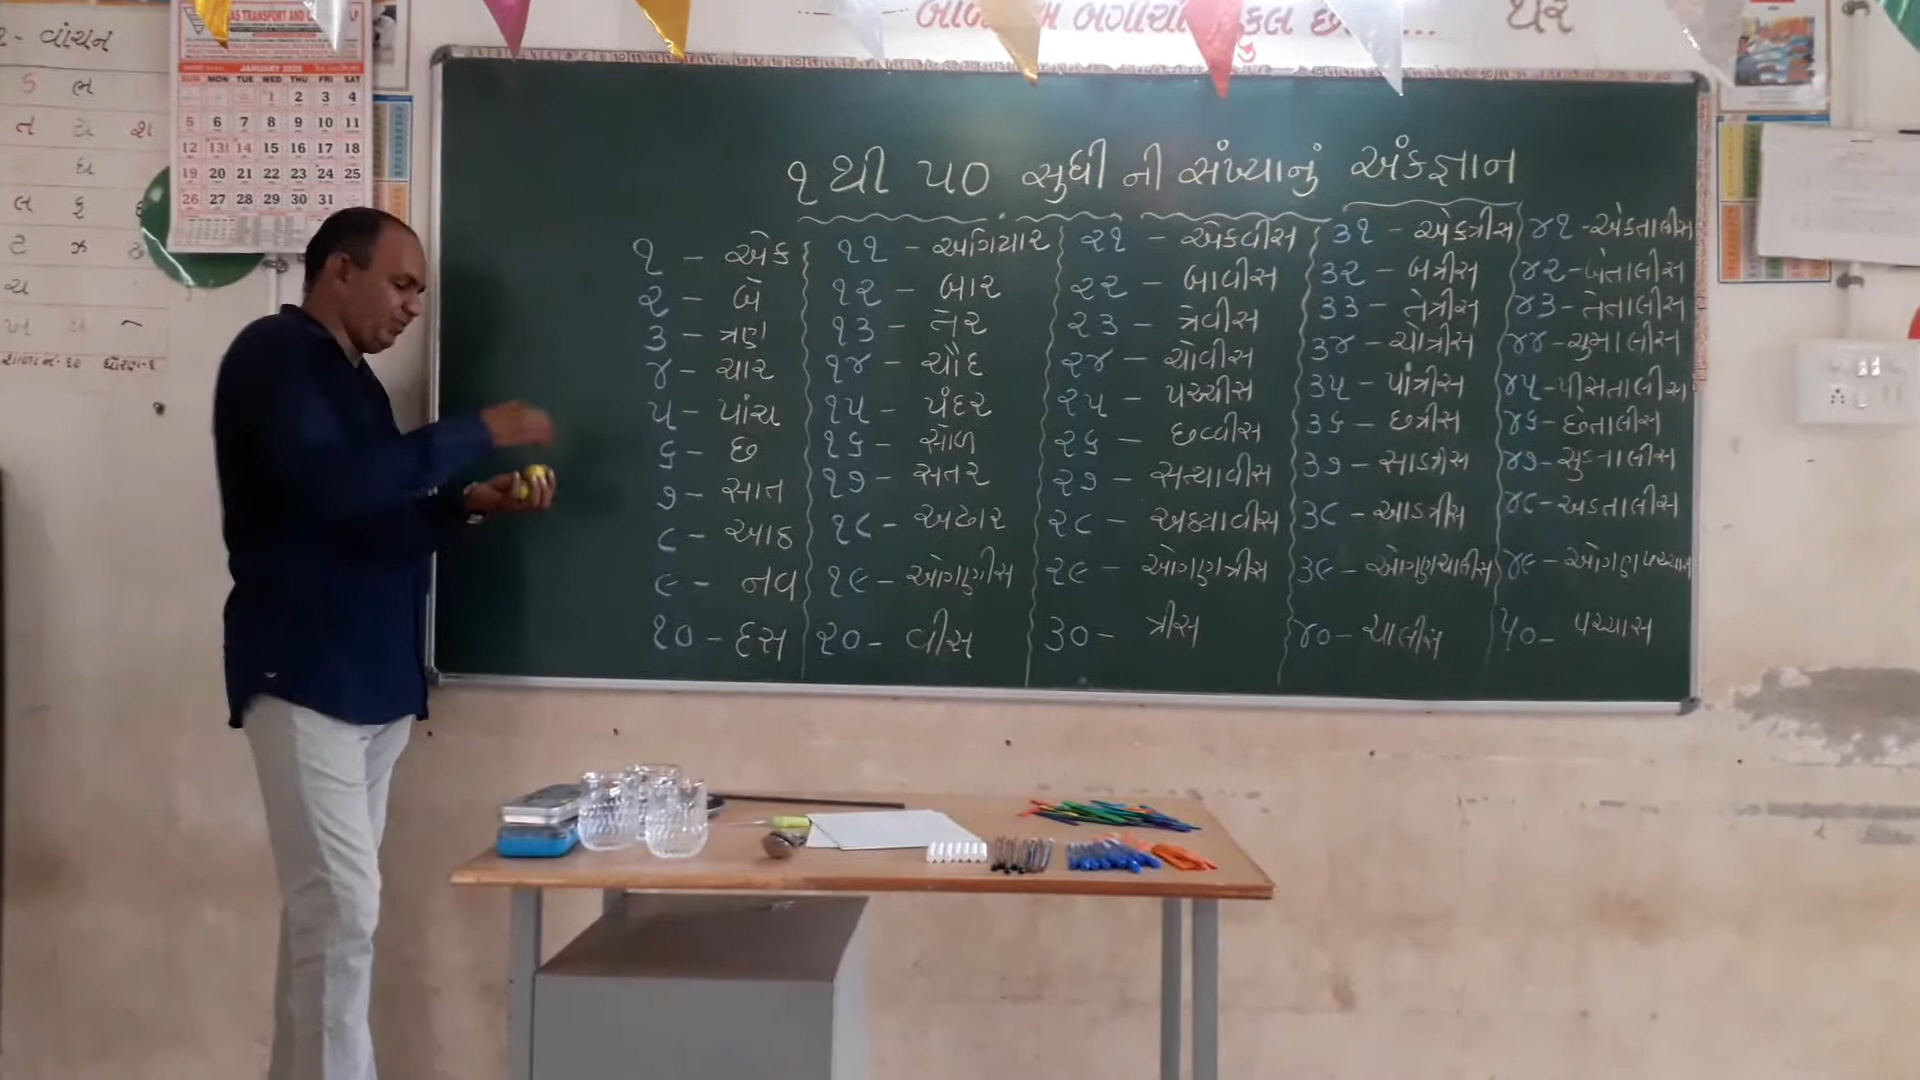 ૧ થી ૫૦ સુધી ની સંખ્યાનું અંકજ્ઞાન
૧ - એક
૨ - બે
૩ - ત્રણ
૪ - ચાર
૫ - પાંચ
૬ - છ
૭ - સાત
૮ - આઠ
૯ - નવ
૧૦ - દસ
૧૧ - અગિયાર
૧૨ - બાર
૧૩ - તેર
૧૪ - ચૌદ
૧૫ - પંદર
૧૬ - સોળ
૧૭ - સતર
૧૮ - અઢાર
૧૯ - ઓગણીસ
૨૦ - વીસ
૨૧ - એકવીસ
૨૨ - બાવીસ
૨૩ - ત્રેવીસ
૨૪ - ચોવીસ
૨૫ - પચ્ચીસ
૨૬ - છવ્વીસ
૨૭ - સત્યાવીસ
૨૮ - અઠ્યાવીસ
૨૯ - ઓગણત્રીસ
૩૦ - ત્રીસ
૩૧ - એકત્રીસ
૩૨ - બત્રીસ
૩૩ - તેત્રીસ
૩૪ - ચોત્રીસ
૩૫ - પાંત્રીસ
૩૬ - છત્રીસ
૩૭ - સાડત્રીસ
૩૮ - આડત્રીસ
૩૯ - ઓગણચાલીસ
૪૦ - ચાલીસ
૪૧ - એકતાલીસ
૪૨ - બેતાલીસ
૪૩ - તેતાલીસ
૪૪ - ચુમાલીસ
૪૫ - પીસતાલીસ
૪૬ - છેતાલીસ
૪૭ - સુડતાલીસ
૪૮ - અડતાલીસ
૪૯ - ઓગણપચ્ચાસ
૫૦ - પચ્ચાસ
વાંચન
JANUARY 2020
SUN MON TUE WED THU FRI SAT
1 2 3 4
5 6 7 8 9 10 11
12 13 14 15 16 17 18
19 20 21 22 23 24 25
26 27 28 29 30 31
ઘર